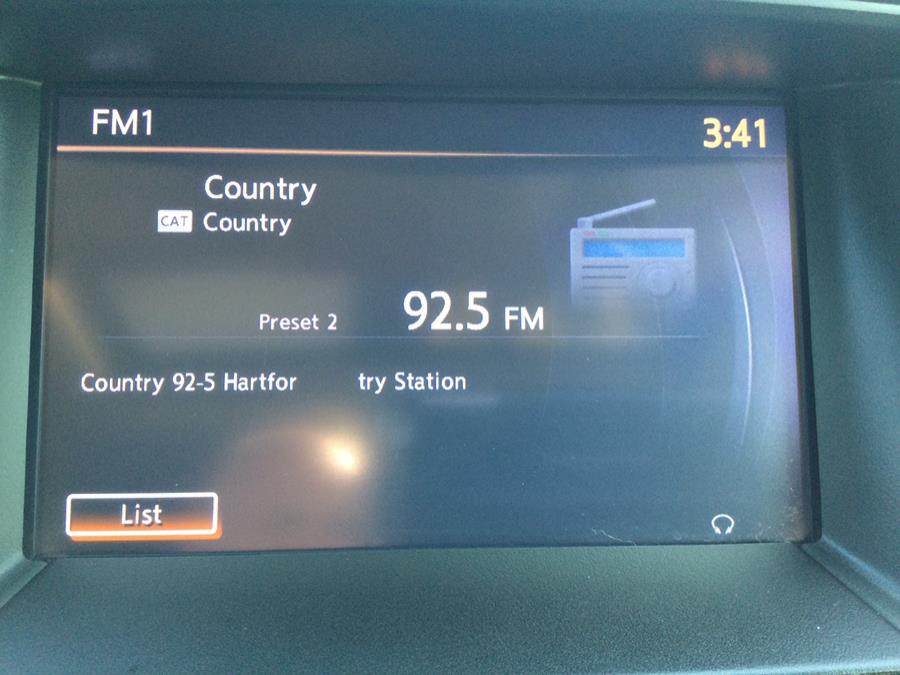 FM1
3:41
Country
CAT Country
Preset 2 92.5 FM
Country 92-5 Hartfor try Station
List